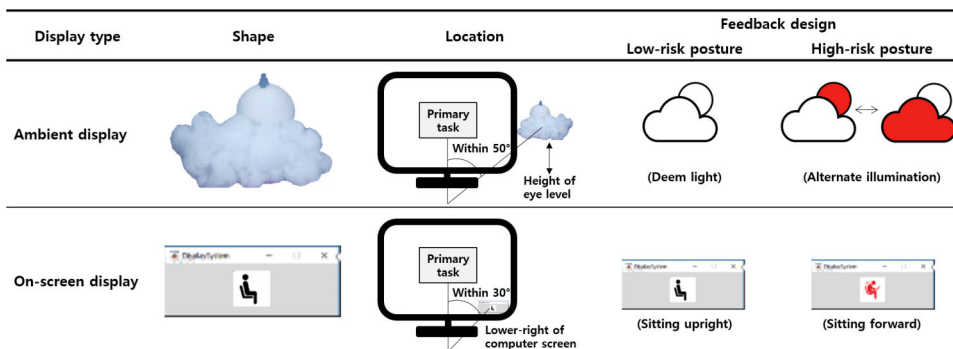 Display type
Shape
Location
Feedback design
Low-risk posture
High-risk posture
Ambient display
Primary
task
Within 50°
Height of
eye level
(Deem light)
(Alternate illumination)
On-screen display
DisplaySystem
Primary
task
Within 30°
Lower-right of
computer screen
DisplaySystem
(Sitting upright)
DisplaySystem
(Sitting forward)